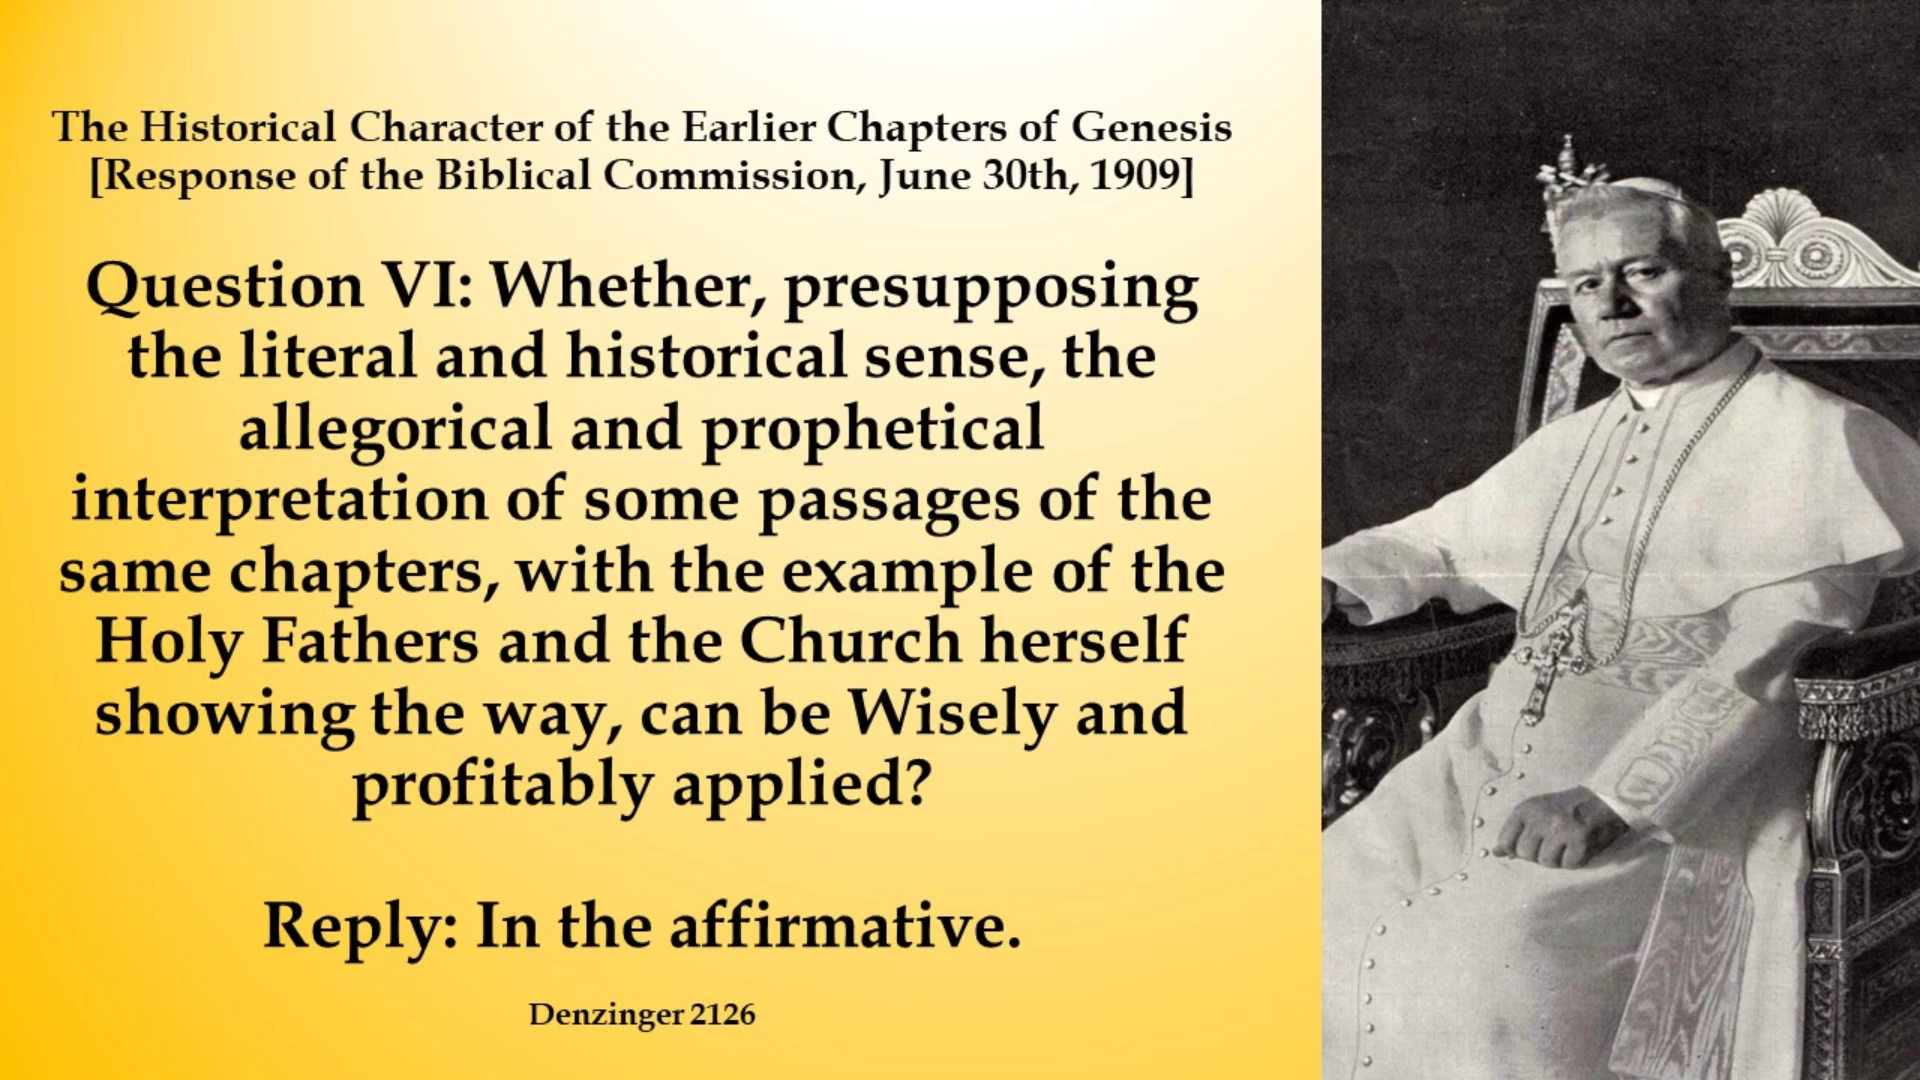 The Historical Character of the Earlier Chapters of Genesis
[Response of the Biblical Commission, June 30th, 1909]
Question VI: Whether, presupposing
the literal and historical sense, the
allegorical and prophetical
interpretation of some passages of the
same chapters, with the example of the
Holy Fathers and the Church herself
showing the way, can be Wisely and
profitably applied?
Reply: In the affirmative.
Denzinger 2126